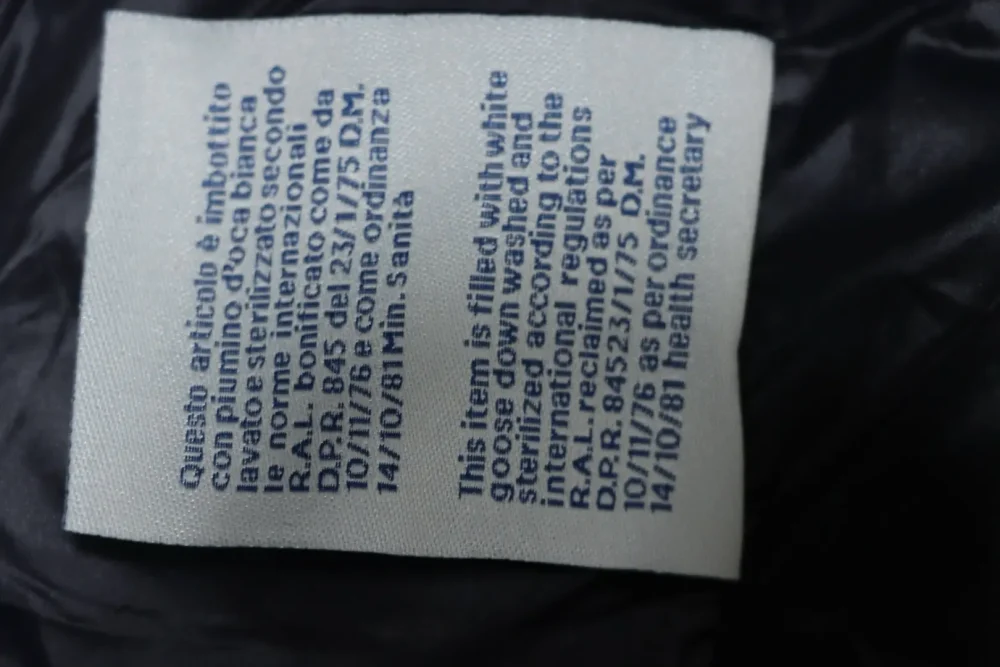 Questo articolo è imbottito
con piumino d'oca bianca
lavato e sterilizzato secondo
le norme internazionali
R.A.L. bonificato come da
D.P.R. 845 del 23/1/75 D.M.
10/11/76 e come ordinanza
14/10/81 Min. Sanità
This item is filled with white
goose down washed and
sterilized according to the
international regulations
R.A.L. reclaimed as per
D.P.R. 845 23/1/75 D.M.
10/11/76 as per ordinance
14/10/81 health secretary